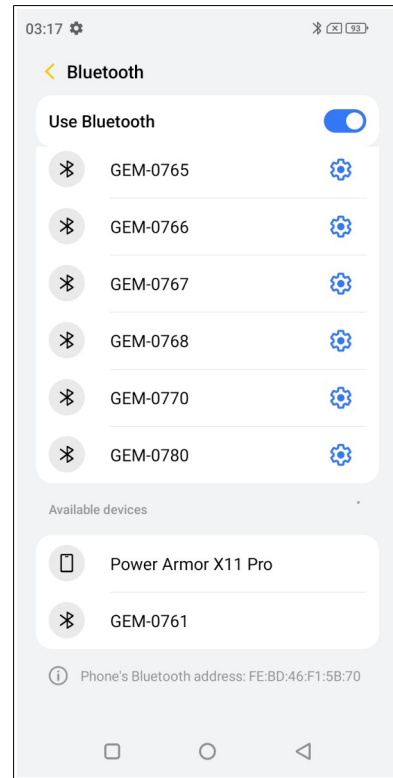 03:17
93
Bluetooth
Use Bluetooth
GEM-0765
GEM-0766
GEM-0767
GEM-0768
GEM-0770
GEM-0780
Available devices
Power Armor X11 Pro
GEM-0761
Phone's Bluetooth address: FE:BD:46:F1:5B:70